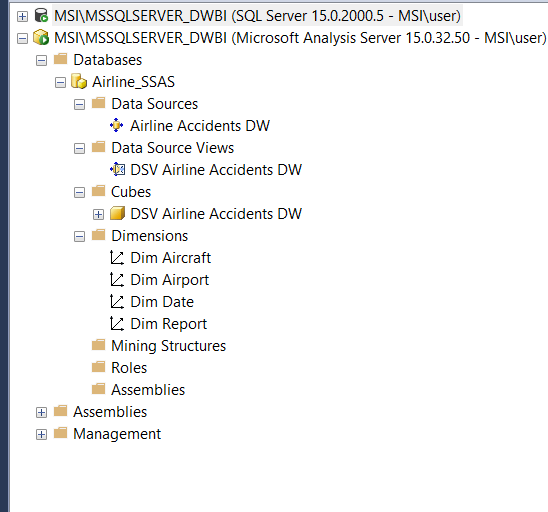 MSI\MSSQLSERVER_DWBI (SQL Server 15.0.2000.5 - MSI\user)
MSI\MSSQLSERVER_DWBI (Microsoft Analysis Server 15.0.32.50 - MSI\user)
Databases
Airline_SSAS
Data Sources
Airline Accidents DW
Data Source Views
DSV Airline Accidents DW
Cubes
DSV Airline Accidents DW
Dimensions
Dim Aircraft
Dim Airport
Dim Date
Dim Report
Mining Structures
Roles
Assemblies
Assemblies
Management